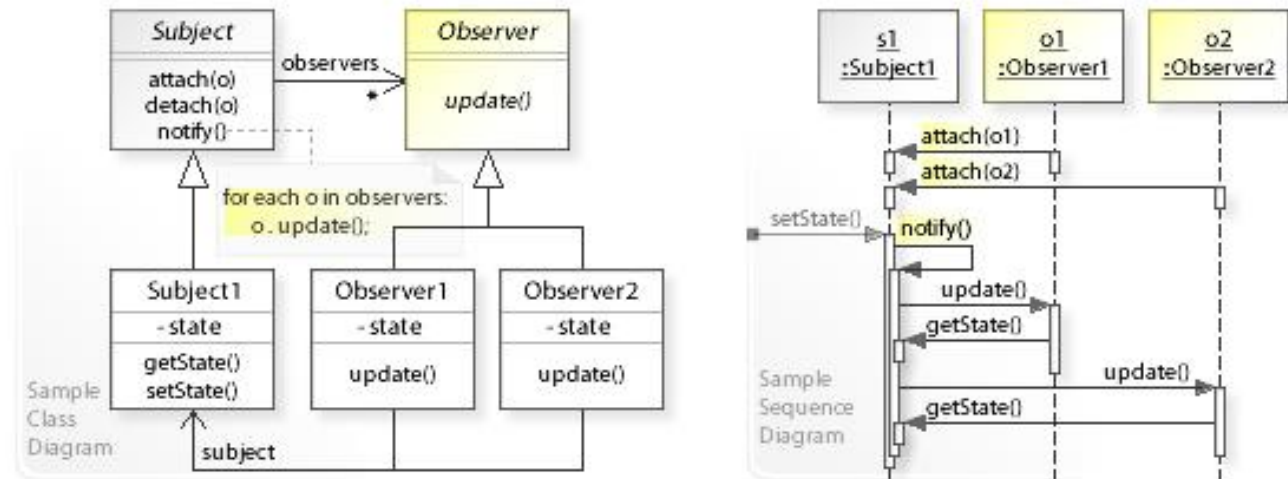 Subject
attach(o)
detach(o)
notify()
observers
*
Observer
update()
for each o in observers:
o . update();
Subject1
- state
getState()
setState()
Observer1
- state
update()
Observer2
- state
update()
subject
Sample
Class
Diagram
s1
:Subject1
o1
:Observer1
o2
:Observer2
attach(o1)
attach(o2)
setState()
notify()
update()
getState()
update()
getState()
Sample
Sequence
Diagram